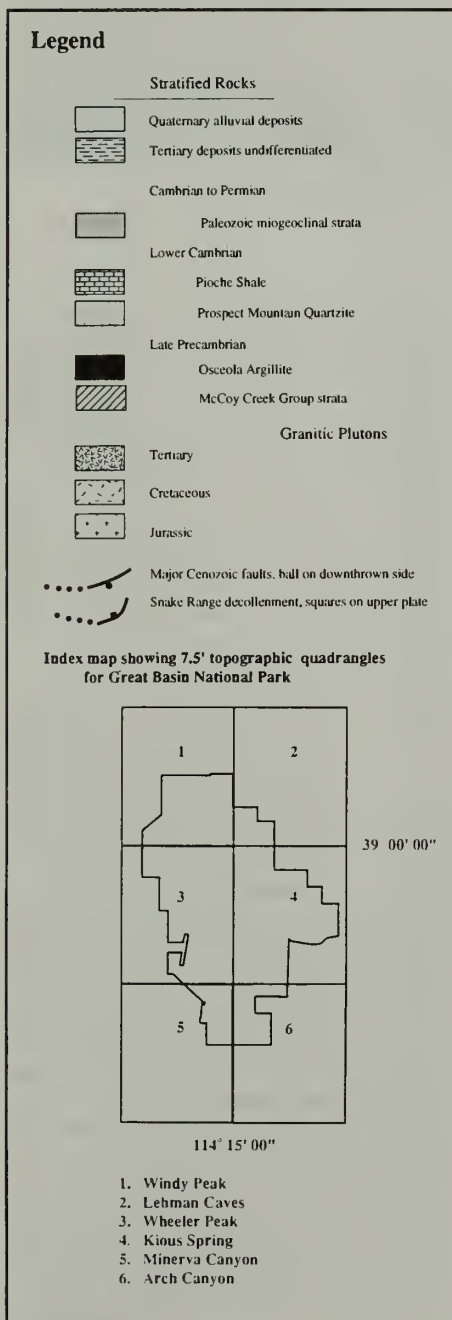 Legend
Stratified Rocks
Quaternary alluvial deposits
Tertiary deposits undifferentiated
Cambrian to Permian
Paleozoic miogeoclinal strata
Lower Cambrian
Pioche Shale
Prospect Mountain Quartzite
Late Precambrian
Osceola Argillite
McCoy Creek Group strata
Granitic Plutons
Tertiary
Cretaceous
Jurassic
Major Cenozoic faults, ball on downthrown side
Snake Range decollenment, squares on upper plate
Index map showing 7.5' topographic quadrangles
for Great Basin National Park
1
2
39 00' 00"
3
4
5
6
114° 15' 00"
1. Windy Peak
2. Lehman Caves
3. Wheeler Peak
4. Kious Spring
5. Minerva Canyon
6. Arch Canyon